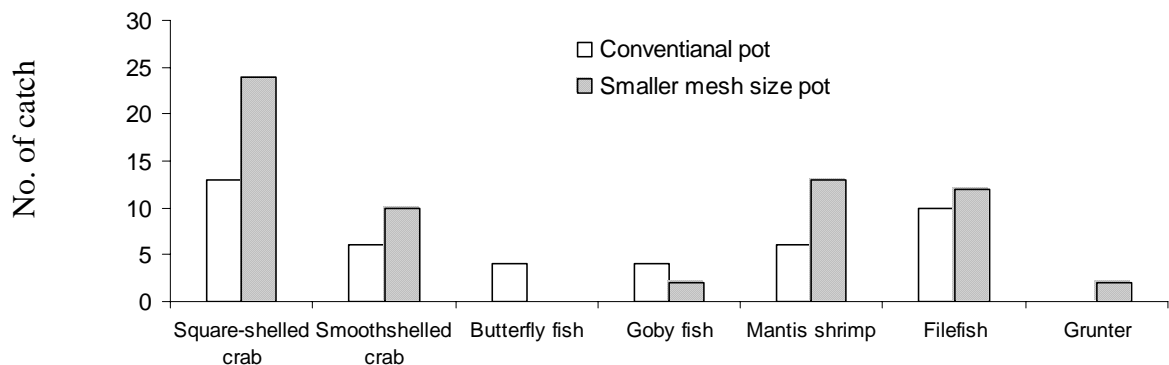 30
25
20
15
10
5
0
No. of catch
Conventianal pot
Smaller mesh size pot
Square-shelled
crab
Smoothshelled
crab
Butterfly fish
Goby fish
Mantis shrimp
Filefish
Grunter